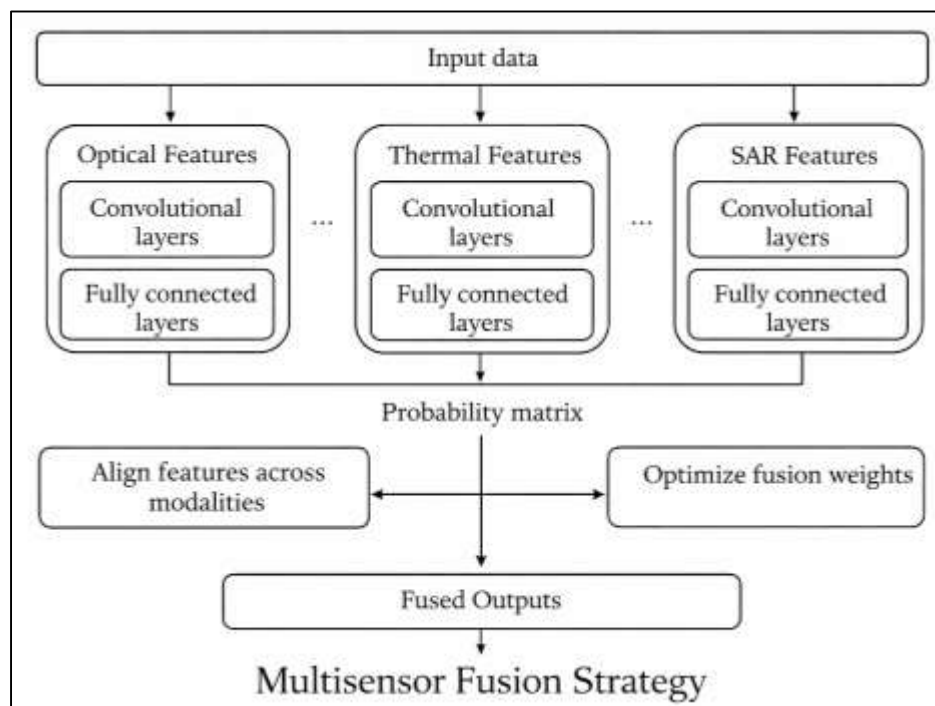 Input data
Optical Features
Convolutional
layers
Fully connected
layers
...
Thermal Features
Convolutional
layers
Fully connected
layers
...
SAR Features
Convolutional
layers
Fully connected
layers
Probability matrix
Align features across
modalities
Optimize fusion weights
Fused Outputs
Multisensor Fusion Strategy